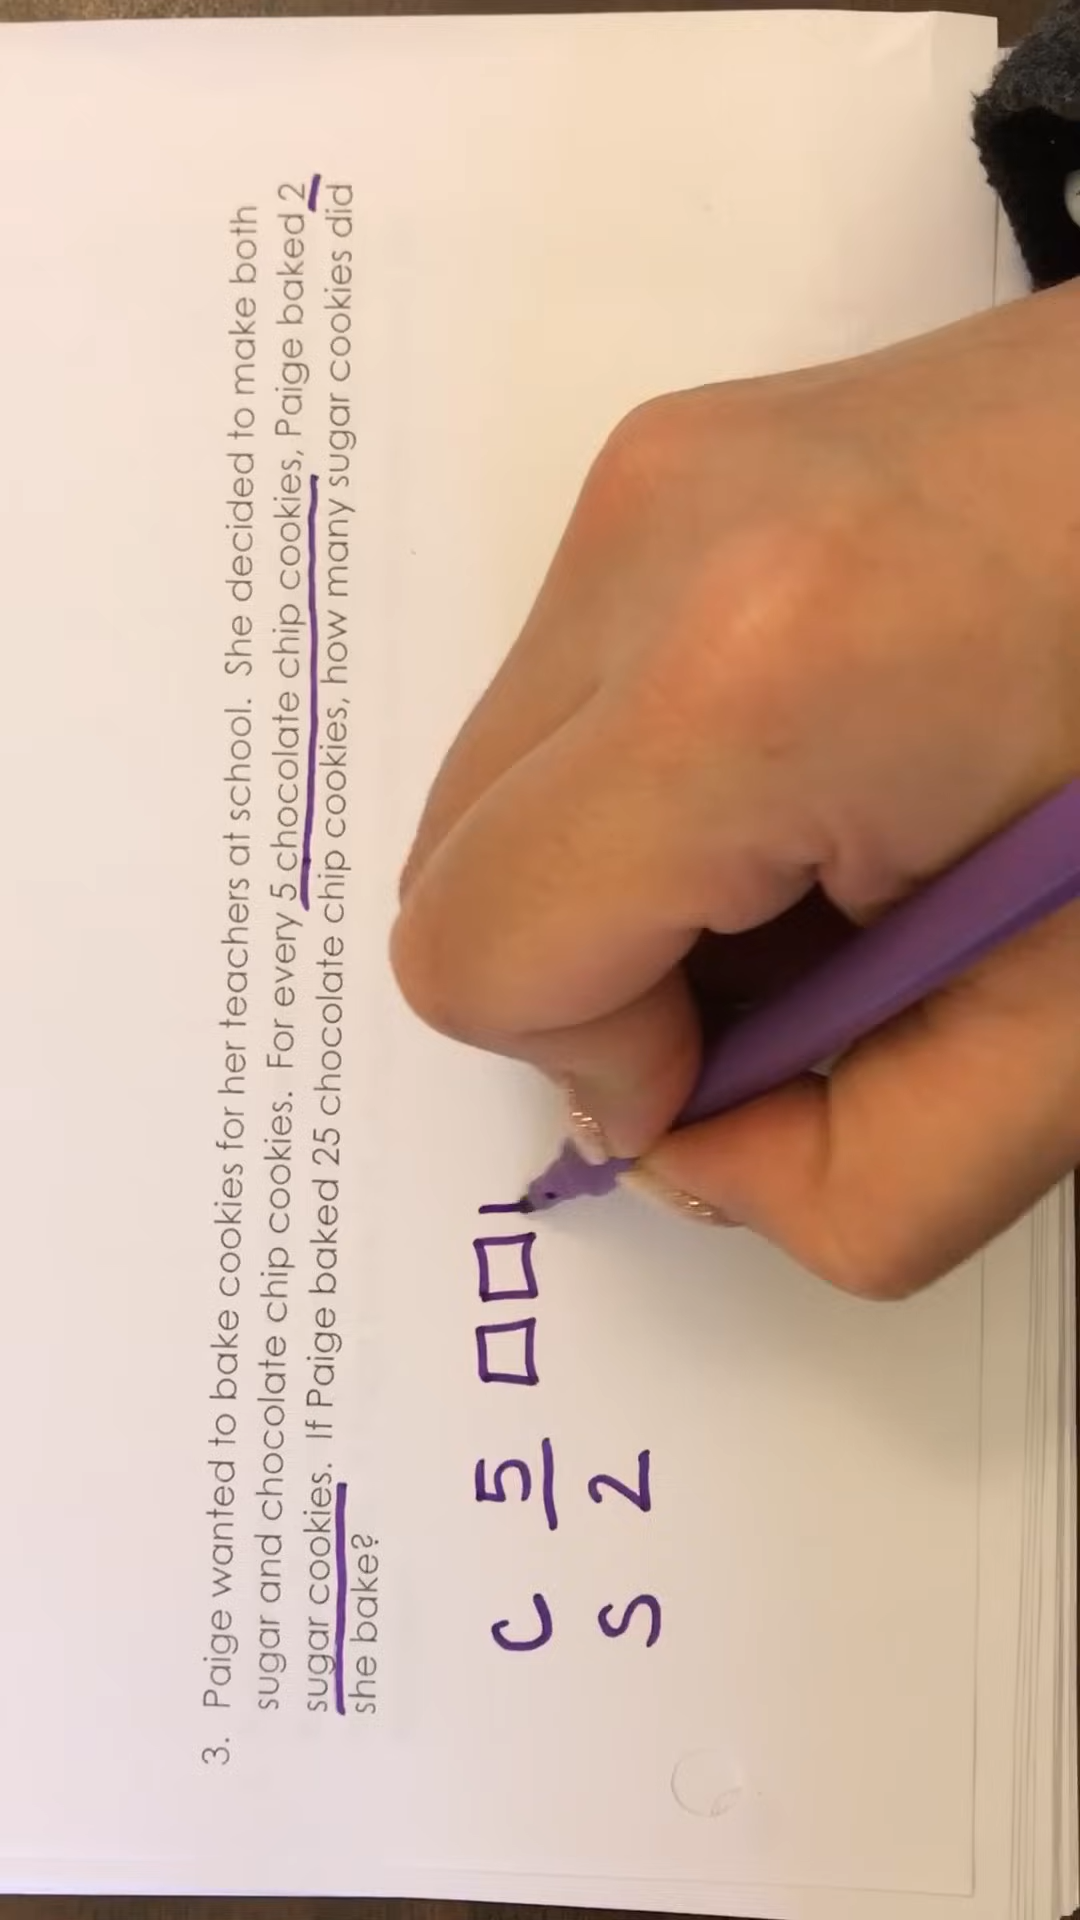 3. Paige wanted to bake cookies for her teachers at school. She decided to make both
sugar and chocolate chip cookies. For every 5 chocolate chip cookies, Paige baked 2
sugar cookies. If Paige baked 25 chocolate chip cookies, how many sugar cookies did
she bake?
C 5
S 2